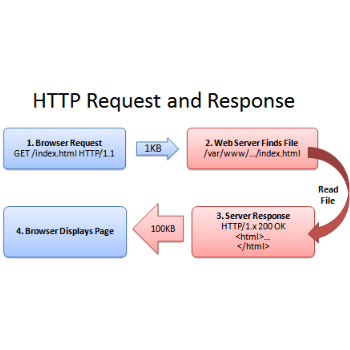 HTTP Request and Response
1. Browser Request
GET /index.html HTTP/1.1
1KB
2. Web Server Finds File
/var/www/.../index.html
Read
File
3. Server Response
HTTP/1.x 200 OK
<html>...
</html>
100KB
4. Browser Displays Page